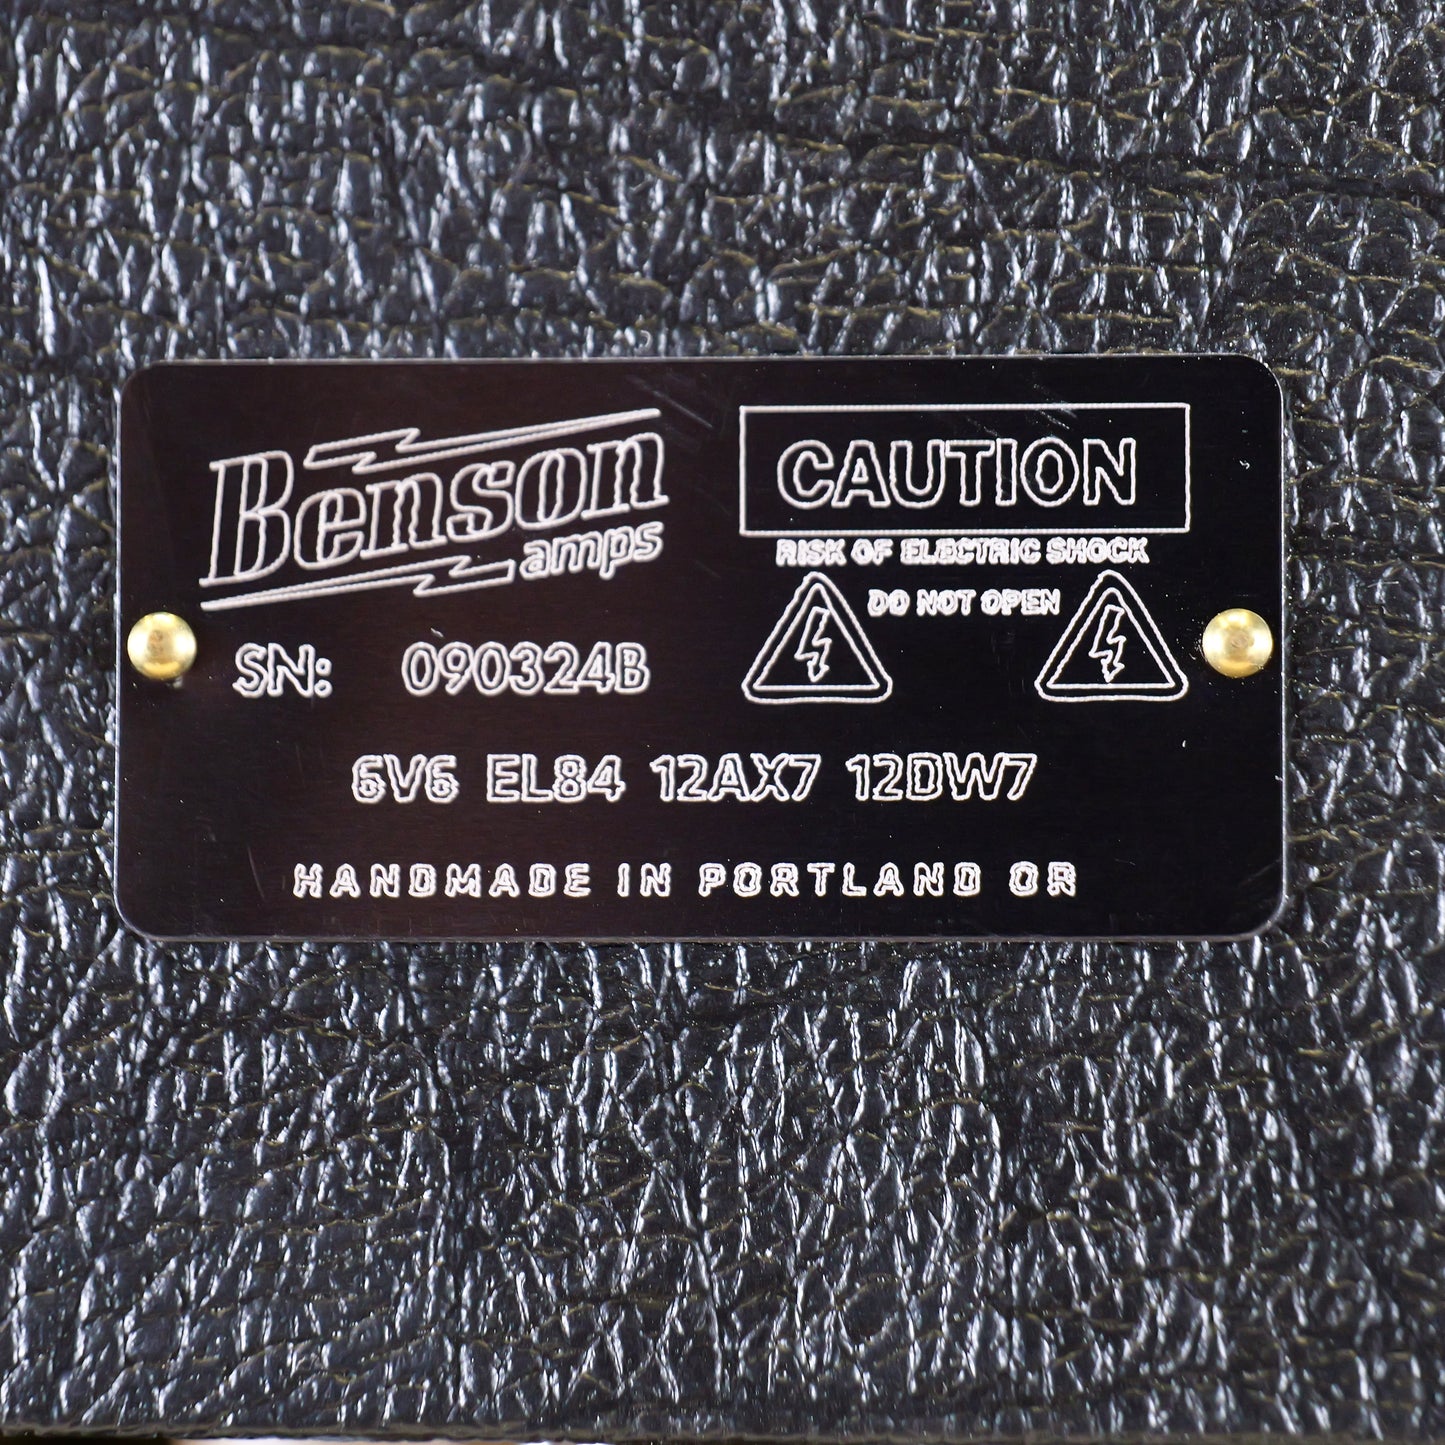 Benson
amps
CAUTION
RISK OF ELECTRIC SHOCK
DO NOT OPEN
SN: 090324B
6V6 EL84 12AX7 12DW7
HANDMADE IN PORTLAND OR